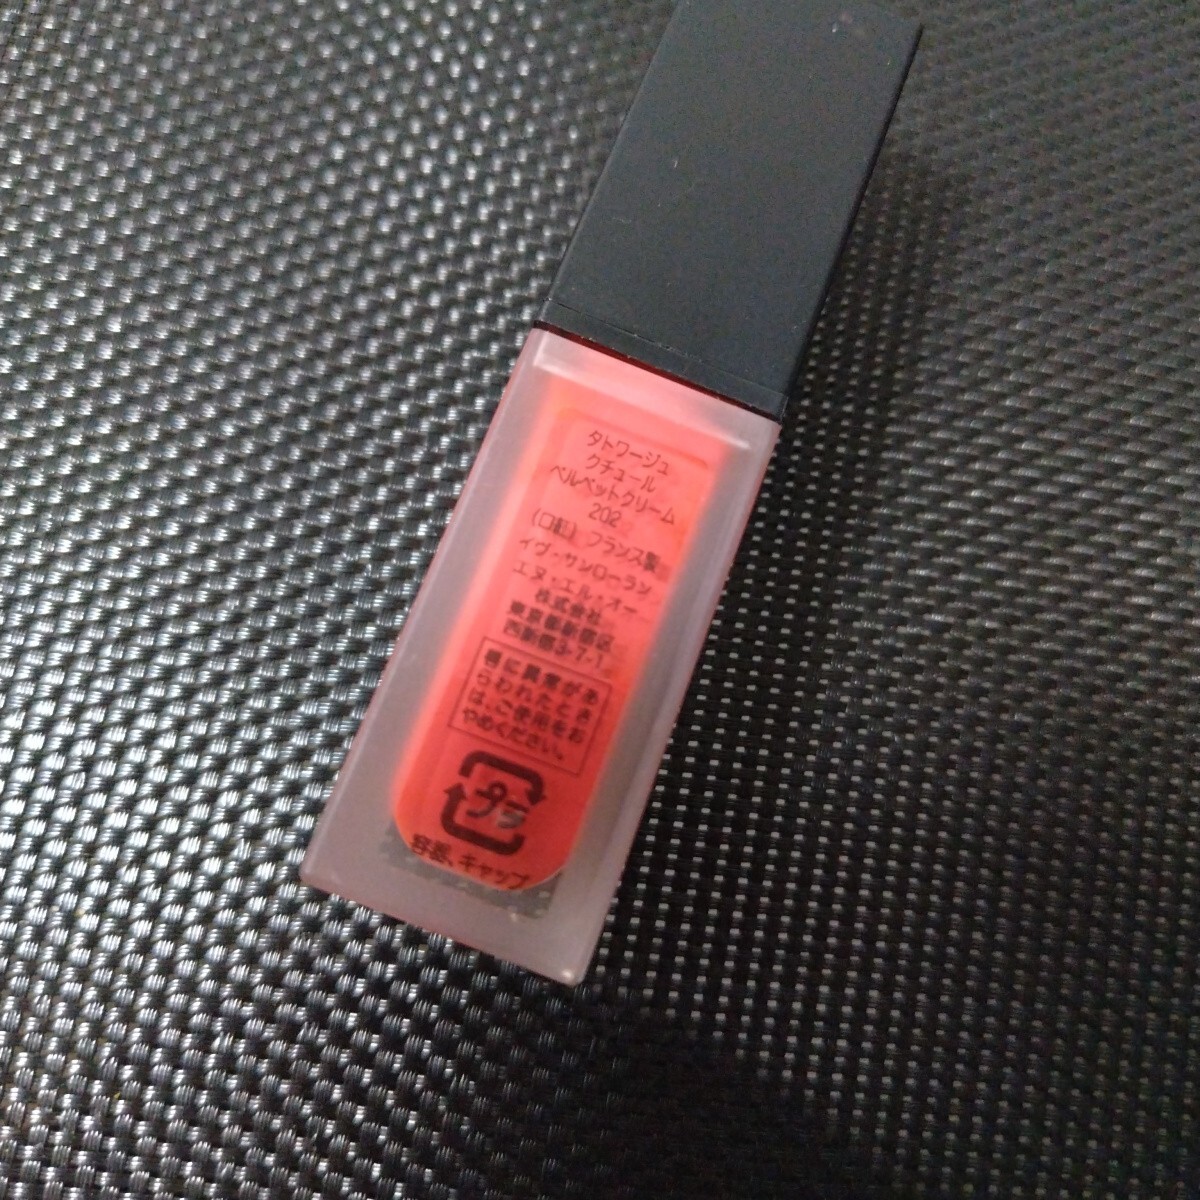 タトワージュ
クチュール
ベルベットクリーム
202
(口紅) フランス製
イヴ・サンローラン
エヌ・エル・オー
株式会社
東京都新宿区
西新宿3-7-1
唇に異常があ
らわれたとき
は、ご使用をお
やめください。
プラ
容器、キャップ